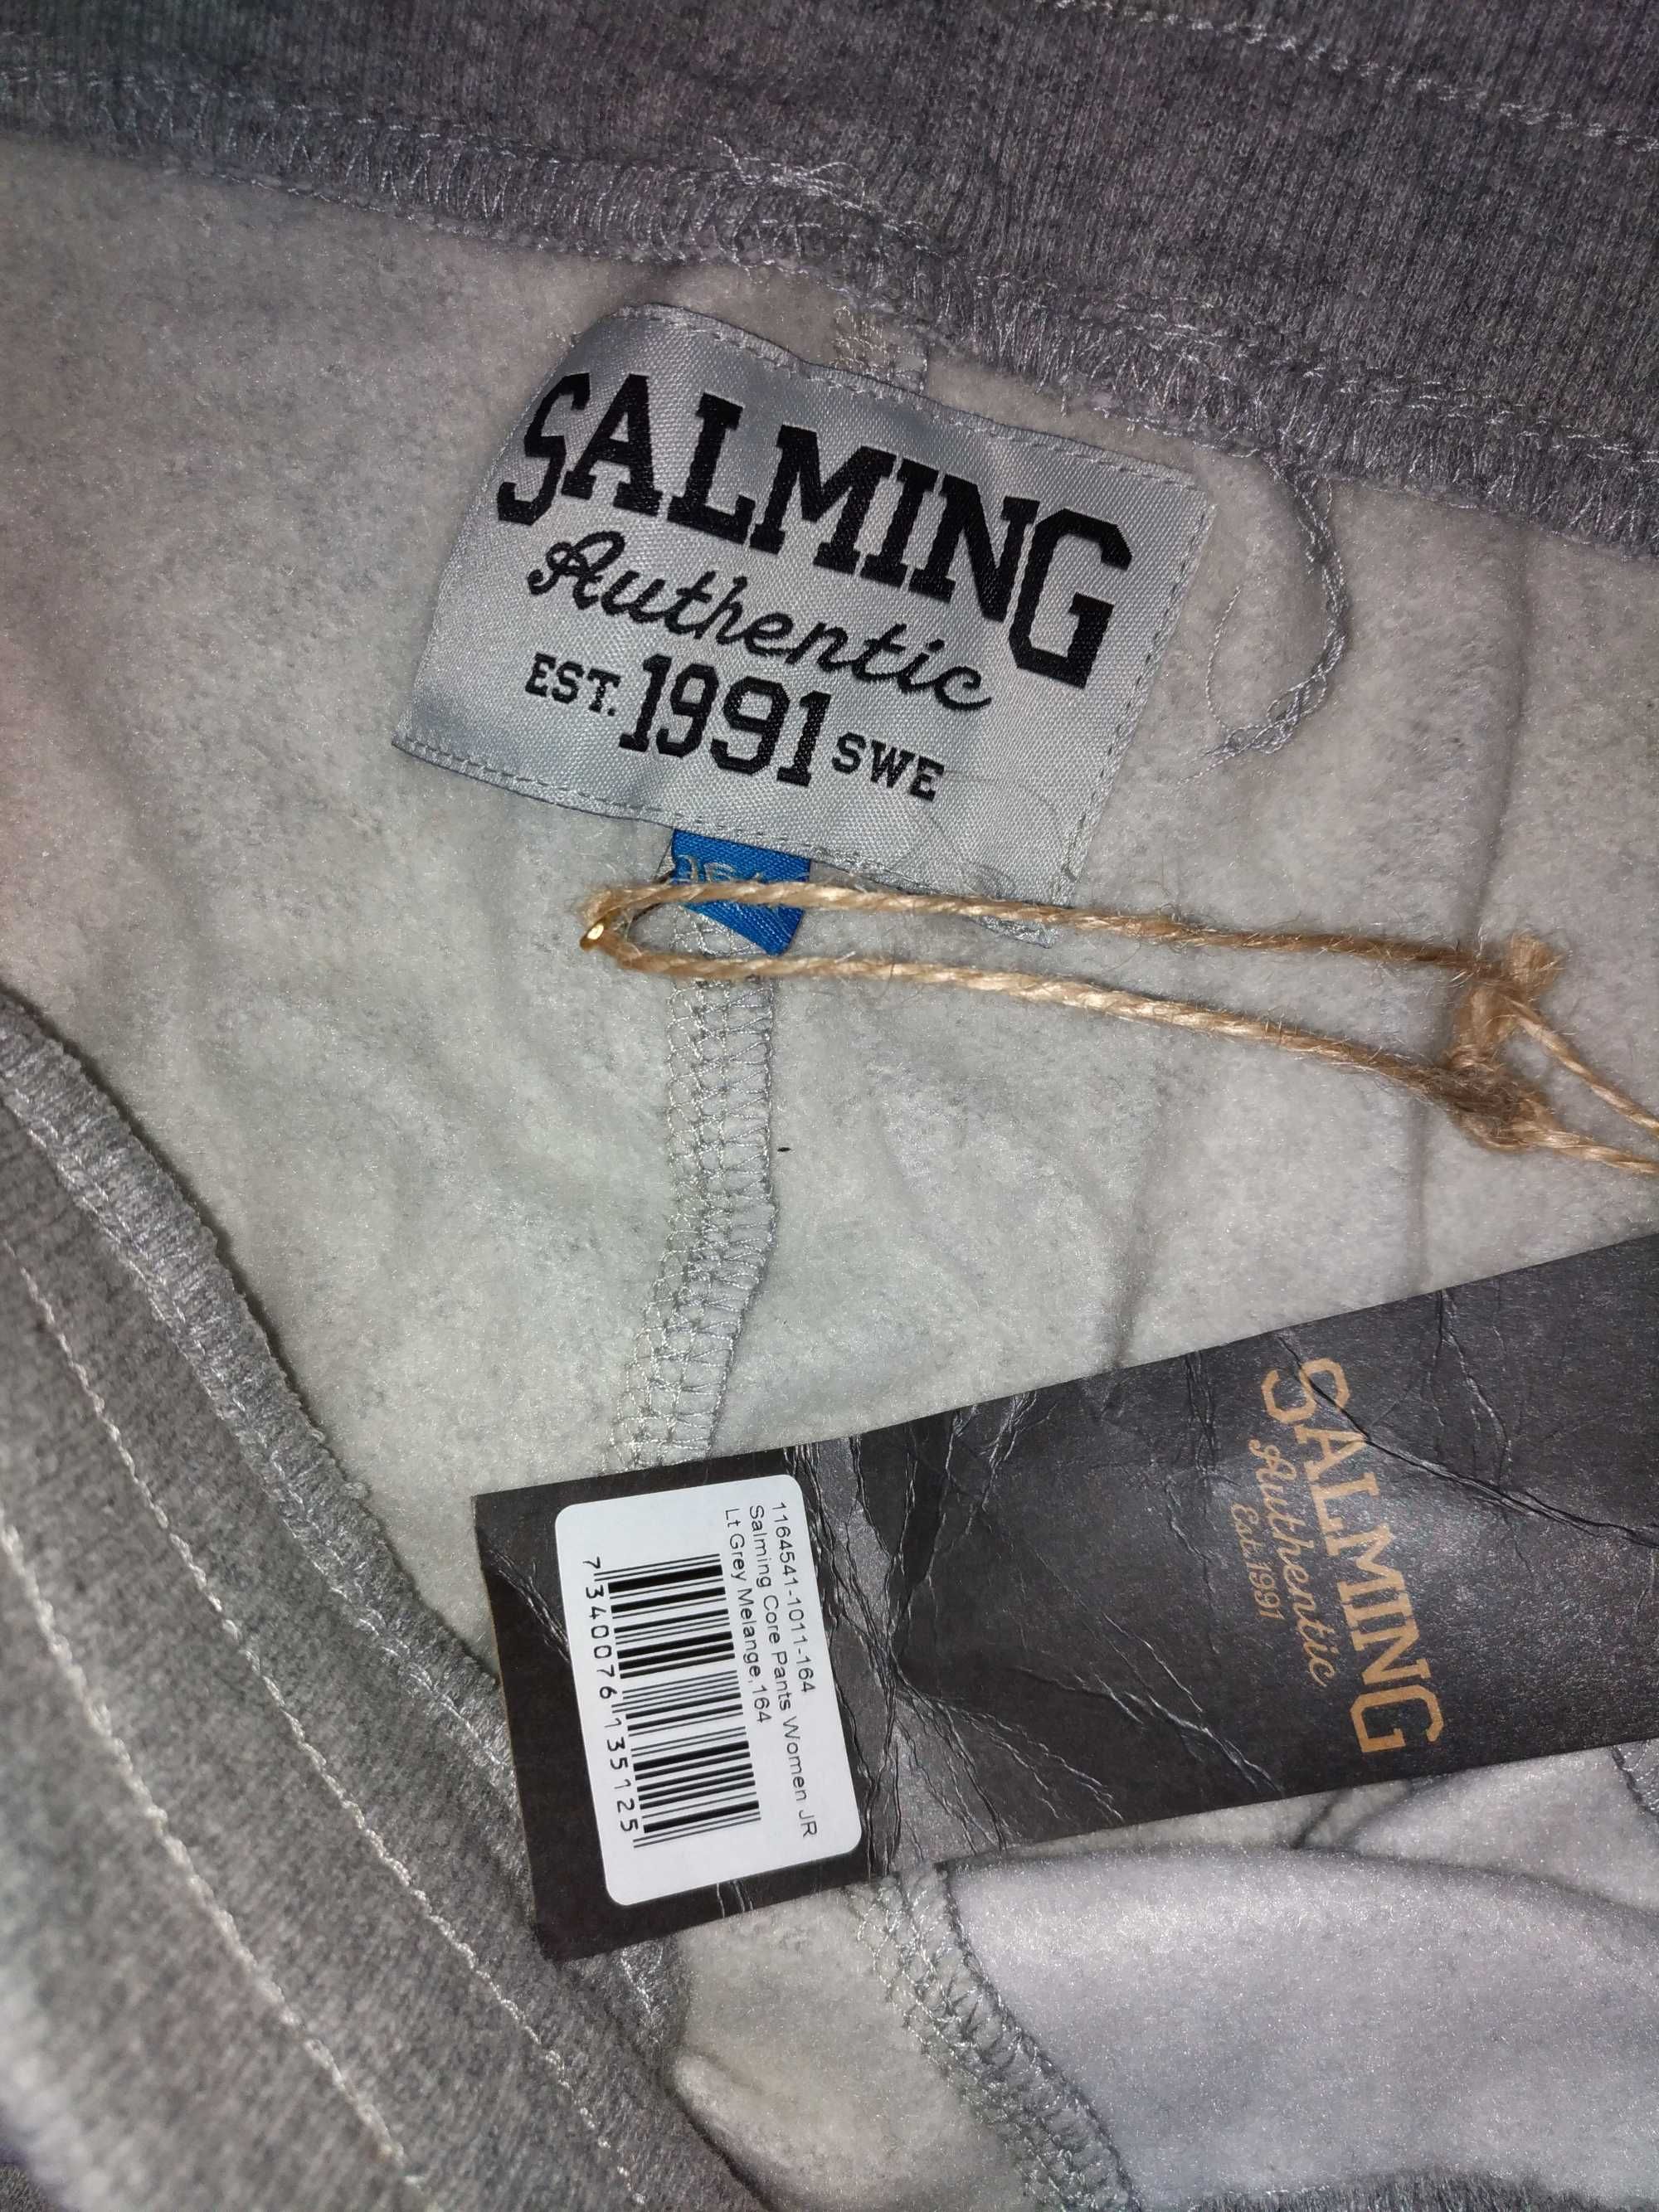 SALMING
Authentic
EST. 1991 SWE
SALMING
Authentic
Est.1991
1164541-1011-164
Salming Core Pants Women JR
Lt Grey Melange,164
7 340076 135125